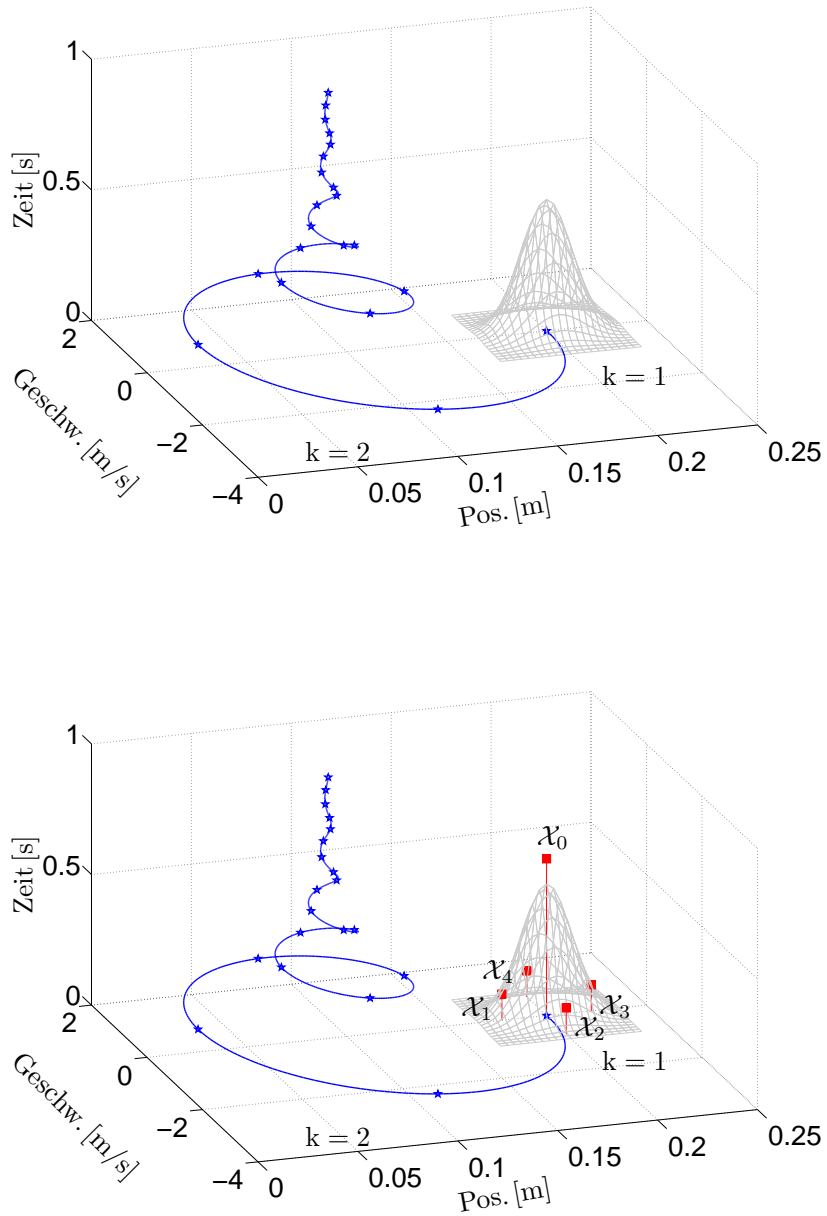 1
0.5
0
Zeit [s]
2
0
−2
−4
Geschw. [m/s]
0
0.05
0.1
0.15
0.2
0.25
Pos. [m]
k = 1
k = 2
1
0.5
0
Zeit [s]
2
0
−2
−4
Geschw. [m/s]
0
0.05
0.1
0.15
0.2
0.25
Pos. [m]
𝒳₀
𝒳₄
𝒳₁
𝒳₃
𝒳₂
k = 1
k = 2